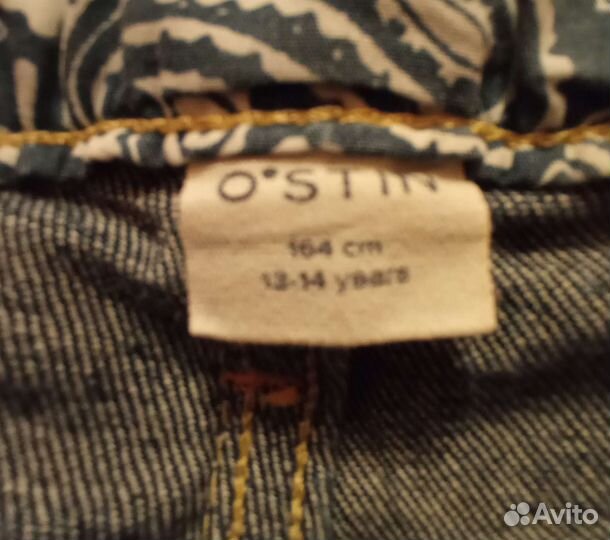 O'STIN
164 cm
13-14 years
Avito